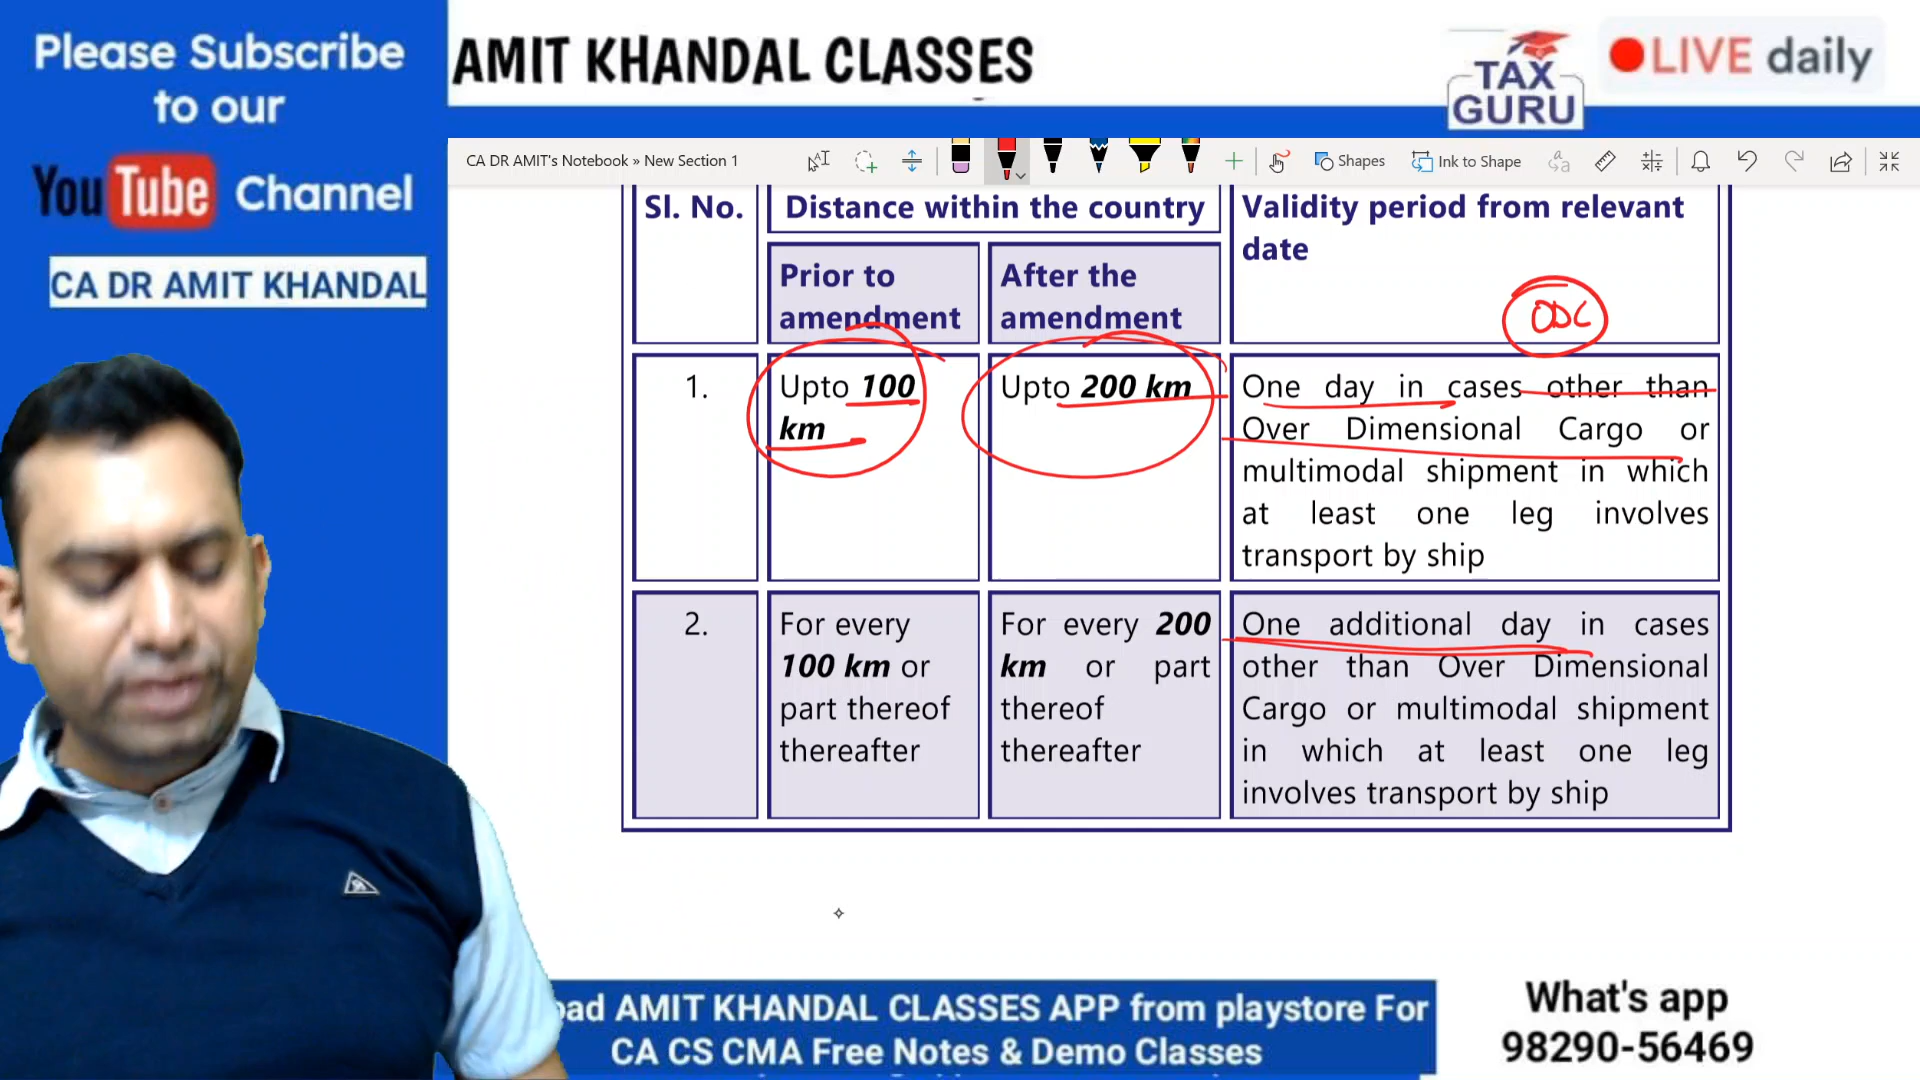 Please Subscribe
to our
YouTube Channel
CA DR AMIT KHANDAL
AMIT KHANDAL CLASSES
TAX
GURU
LIVE daily
CA DR AMIT's Notebook » New Section 1
Shapes
Ink to Shape
Sl. No.
Distance within the country
Validity period from relevant
date
Prior to
amendment
After the
amendment
ODC
1.
Upto 100
km
Upto 200 km
One day in cases other than
Over Dimensional Cargo or
multimodal shipment in which
at least one leg involves
transport by ship
2.
For every
100 km or
part thereof
thereafter
For every 200
km or part
thereof
thereafter
One additional day in cases
other than Over Dimensional
Cargo or multimodal shipment
in which at least one leg
involves transport by ship
AMIT KHANDAL CLASSES APP from playstore For
CA CS CMA Free Notes & Demo Classes
What's app
98290-56469